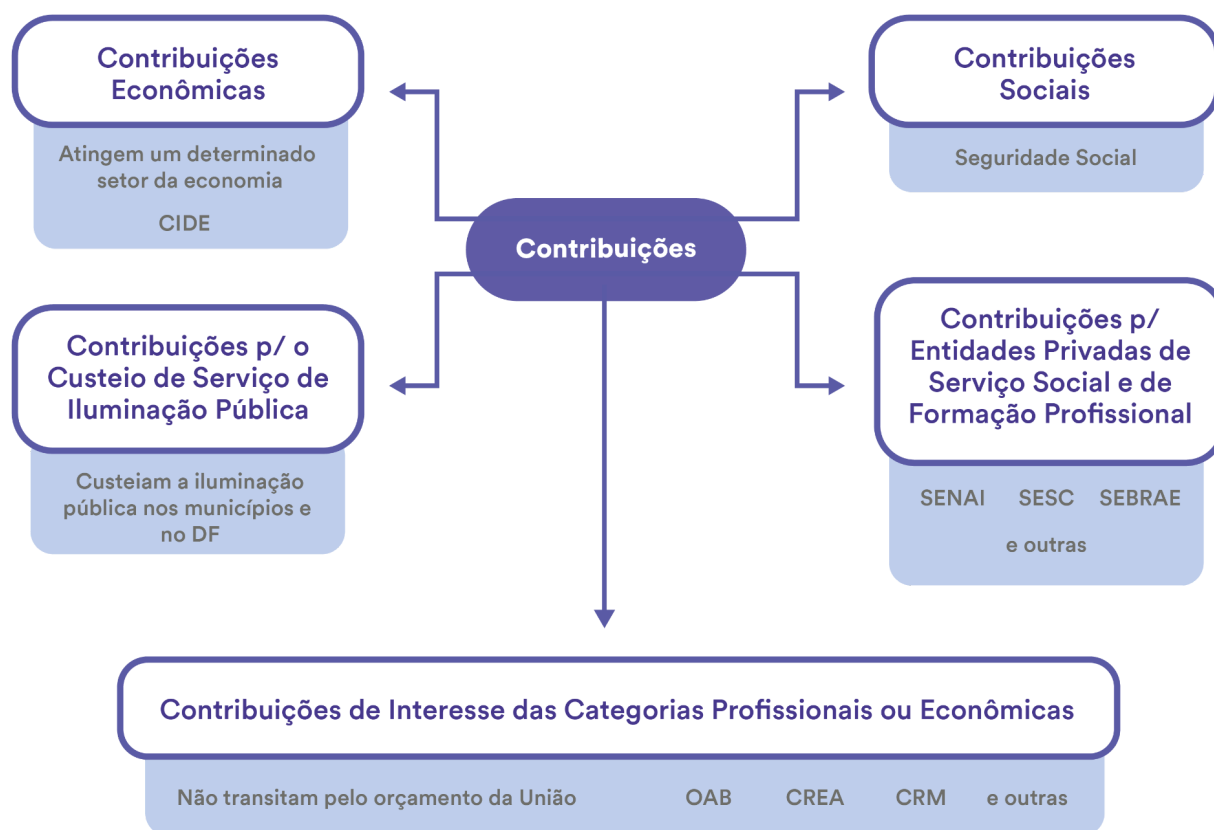 Contribuições
Econômicas
Atingem um determinado
setor da economia
CIDE
Contribuições
Sociais
Seguridade Social
Contribuições
Contribuições p/ o
Custeio de Serviço de
Iluminação Pública
Custeiam a iluminação
pública nos municípios e
no DF
Contribuições p/
Entidades Privadas de
Serviço Social e de
Formação Profissional
SENAI SESC SEBRAE
e outras
Contribuições de Interesse das Categorias Profissionais ou Econômicas
Não transitam pelo orçamento da União OAB CREA CRM e outras